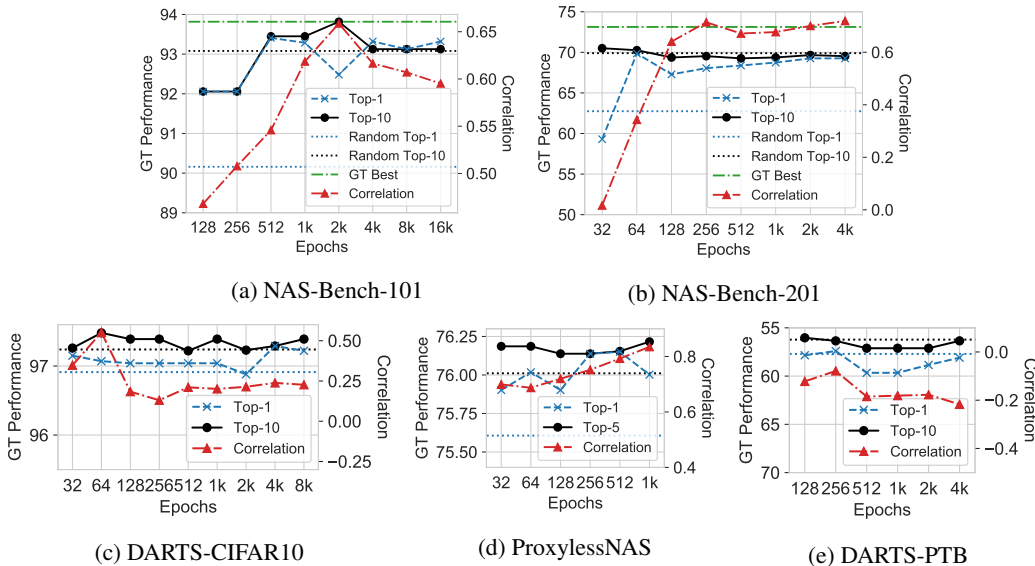 94
93
92
91
90
89
GT Performance
0.65
0.60
0.55
0.50
Correlation
Top-1
Top-10
Random Top-1
Random Top-10
GT Best
Correlation
128 256 512 1k 2k 4k 8k 16k
Epochs
(a) NAS-Bench-101
75
70
65
60
55
50
GT Performance
0.6
0.4
0.2
0.0
Correlation
Top-1
Top-10
Random Top-1
Random Top-10
GT Best
Correlation
32 64 128 256 512 1k 2k 4k
Epochs
(b) NAS-Bench-201
97
96
GT Performance
0.50
0.25
0.00
−0.25
Correlation
Top-1
Top-10
Correlation
32 64 128 256 512 1k 2k 4k 8k
Epochs
(c) DARTS-CIFAR10
76.25
76.00
75.75
75.50
GT Performance
0.8
0.6
0.4
Correlation
Top-1
Top-5
Correlation
32 64 128 256 512 1k
Epochs
(d) ProxylessNAS
55
60
65
70
GT Performance
0.0
−0.2
−0.4
Correlation
Top-1
Top-10
Correlation
128 256 512 1k 2k 4k
Epochs
(e) DARTS-PTB